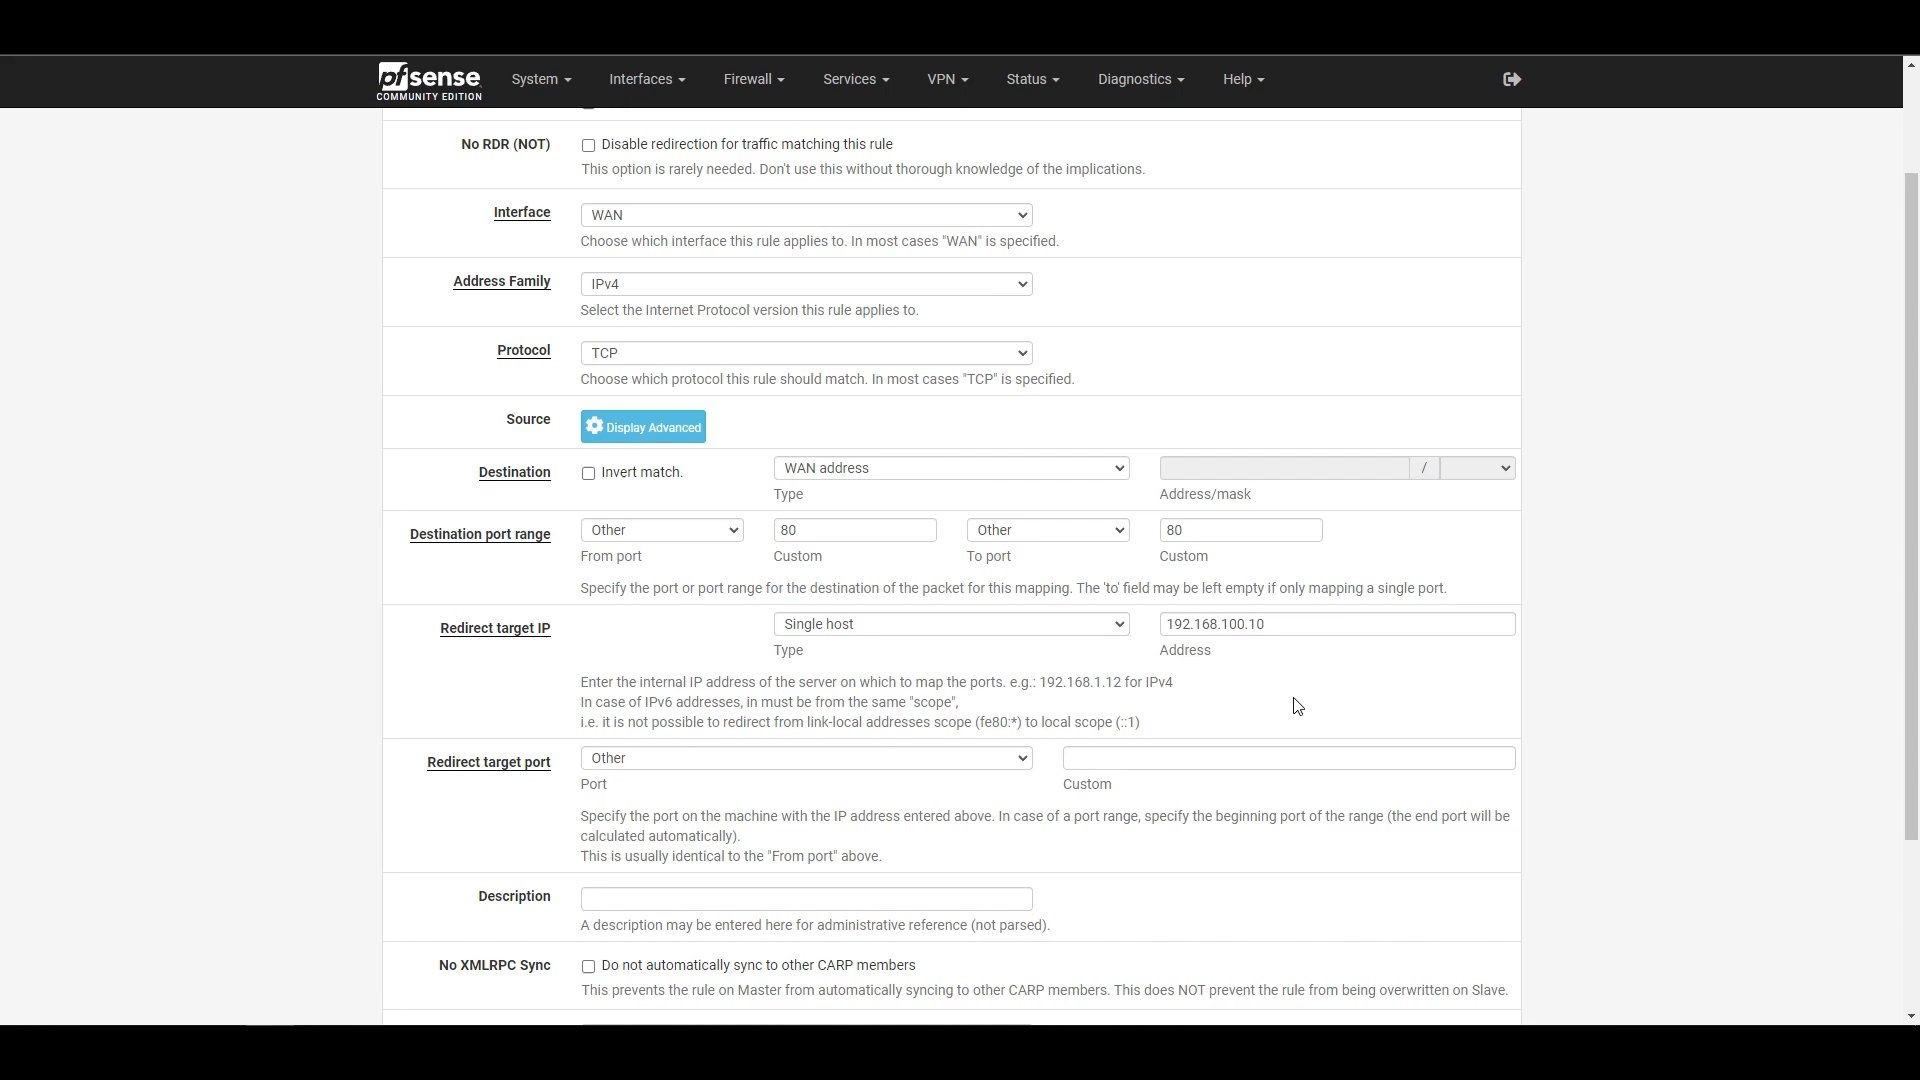 pfsense
COMMUNITY EDITION
System
Interfaces
Firewall
Services
VPN
Status
Diagnostics
Help
No RDR (NOT)
Disable redirection for traffic matching this rule
This option is rarely needed. Don't use this without thorough knowledge of the implications.
Interface
WAN
Choose which interface this rule applies to. In most cases "WAN" is specified.
Address Family
IPv4
Select the Internet Protocol version this rule applies to.
Protocol
TCP
Choose which protocol this rule should match. In most cases "TCP" is specified.
Source
Display Advanced
Destination
Invert match.
WAN address
/
Type
Address/mask
Destination port range
Other
80
Other
80
From port
Custom
To port
Custom
Specify the port or port range for the destination of the packet for this mapping. The 'to' field may be left empty if only mapping a single port.
Redirect target IP
Single host
192.168.100.10
Type
Address
Enter the internal IP address of the server on which to map the ports. e.g.: 192.168.1.12 for IPv4
In case of IPv6 addresses, in must be from the same "scope",
i.e. it is not possible to redirect from link-local addresses scope (fe80:*) to local scope (::1)
Redirect target port
Other
Port
Custom
Specify the port on the machine with the IP address entered above. In case of a port range, specify the beginning port of the range (the end port will be
calculated automatically).
This is usually identical to the "From port" above.
Description
A description may be entered here for administrative reference (not parsed).
No XMLRPC Sync
Do not automatically sync to other CARP members
This prevents the rule on Master from automatically syncing to other CARP members. This does NOT prevent the rule from being overwritten on Slave.